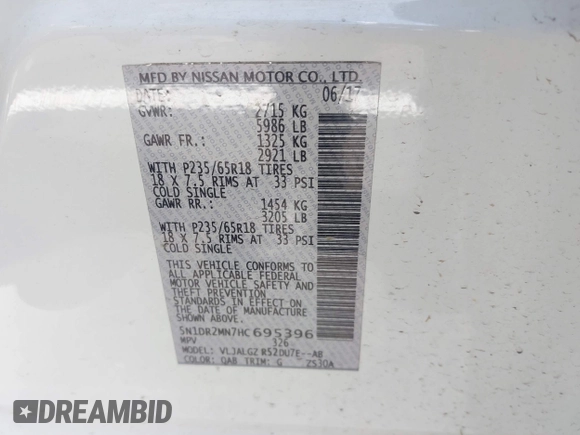 MFD BY NISSAN MOTOR CO., LTD.
DATE: 06/17
GVWR: 2715 KG
5986 LB
GAWR FR.: 1325 KG
2921 LB
WITH P235/65R18 TIRES
18 X 7.5 RIMS AT 33 PSI
COLD SINGLE
GAWR RR.: 1454 KG
3205 LB
WITH P235/65R18 TIRES
18 X 7.5 RIMS AT 33 PSI
COLD SINGLE
THIS VEHICLE CONFORMS TO
ALL APPLICABLE FEDERAL
MOTOR VEHICLE SAFETY
AND THEFT PREVENTION
STANDARDS IN EFFECT ON
THE DATE OF MANUFACTURE
SHOWN ABOVE.
5N1DR2MN7HC695396
MPV 326
MODEL: VLJALGZ R52DU7E--AB
COLOR: QAB TRIM: G Z530A
DREAMBID
dreambid.com